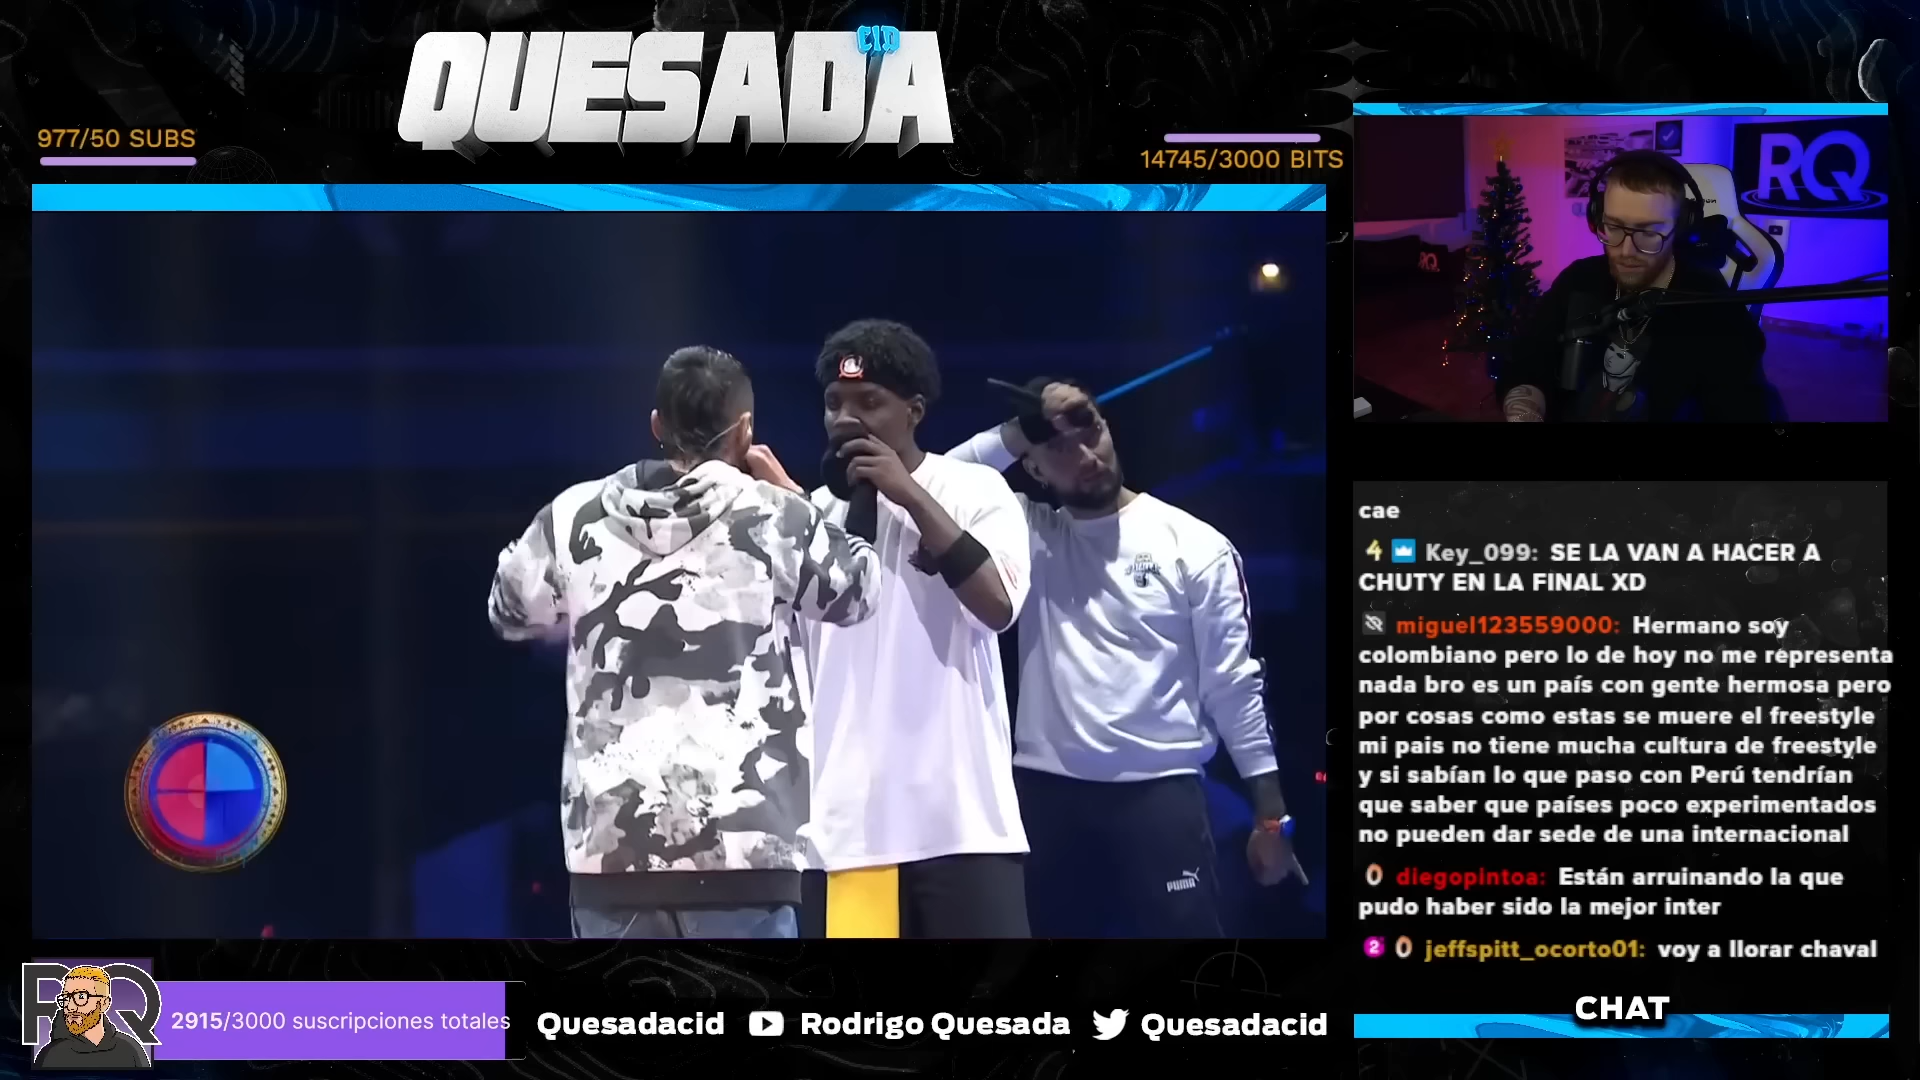 QUESADA
CID
977/50 SUBS
14745/3000 BITS
RQ
RQ
cae
4 Key_099: SE LA VAN A HACER A
CHUTY EN LA FINAL XD
miguel123559000: Hermano soy
colombiano pero lo de hoy no me representa
nada bro es un país con gente hermosa pero
por cosas como estas se muere el freestyle
mi pais no tiene mucha cultura de freestyle
y si sabían lo que paso con Perú tendrían
que saber que países poco experimentados
no pueden dar sede de una internacional
0 diegopintoa: Están arruinando la que
pudo haber sido la mejor inter
2 0 jeffspitt_ocorto01: voy a llorar chaval
CHAT
PUMA
RQ
2915/3000 suscripciones totales
Quesadacid
Rodrigo Quesada
Quesadacid